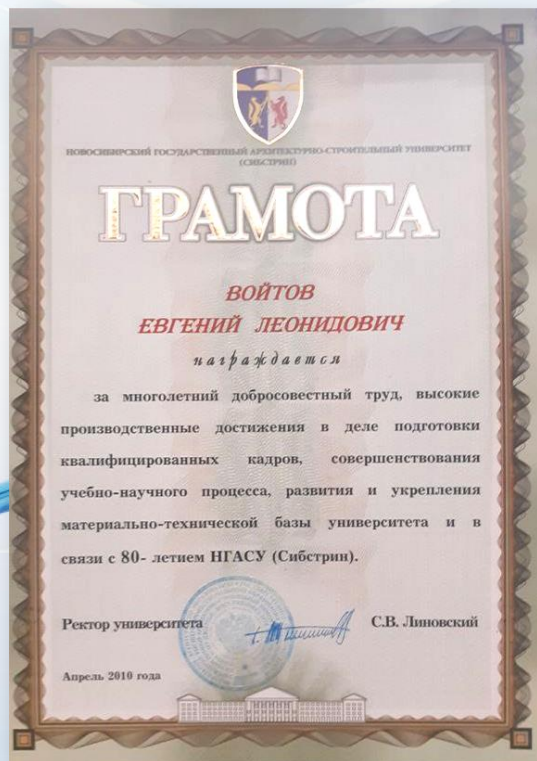 НОВОСИБИРСКИЙ ГОСУДАРСТВЕННЫЙ АРХИТЕКТУРНО-СТРОИТЕЛЬНЫЙ УНИВЕРСИТЕТ
(СИБСТРИН)
ГРАМОТА
ВОЙТОВ
ЕВГЕНИЙ ЛЕОНИДОВИЧ
награждается
за многолетний добросовестный труд, высокие
производственные достижения в деле подготовки
квалифицированных кадров, совершенствования
учебно-научного процесса, развития и укрепления
материально-технической базы университета и в
связи с 80- летием НГАСУ (Сибстрин).
Ректор университета С.В. Линовский
Апрель 2010 года